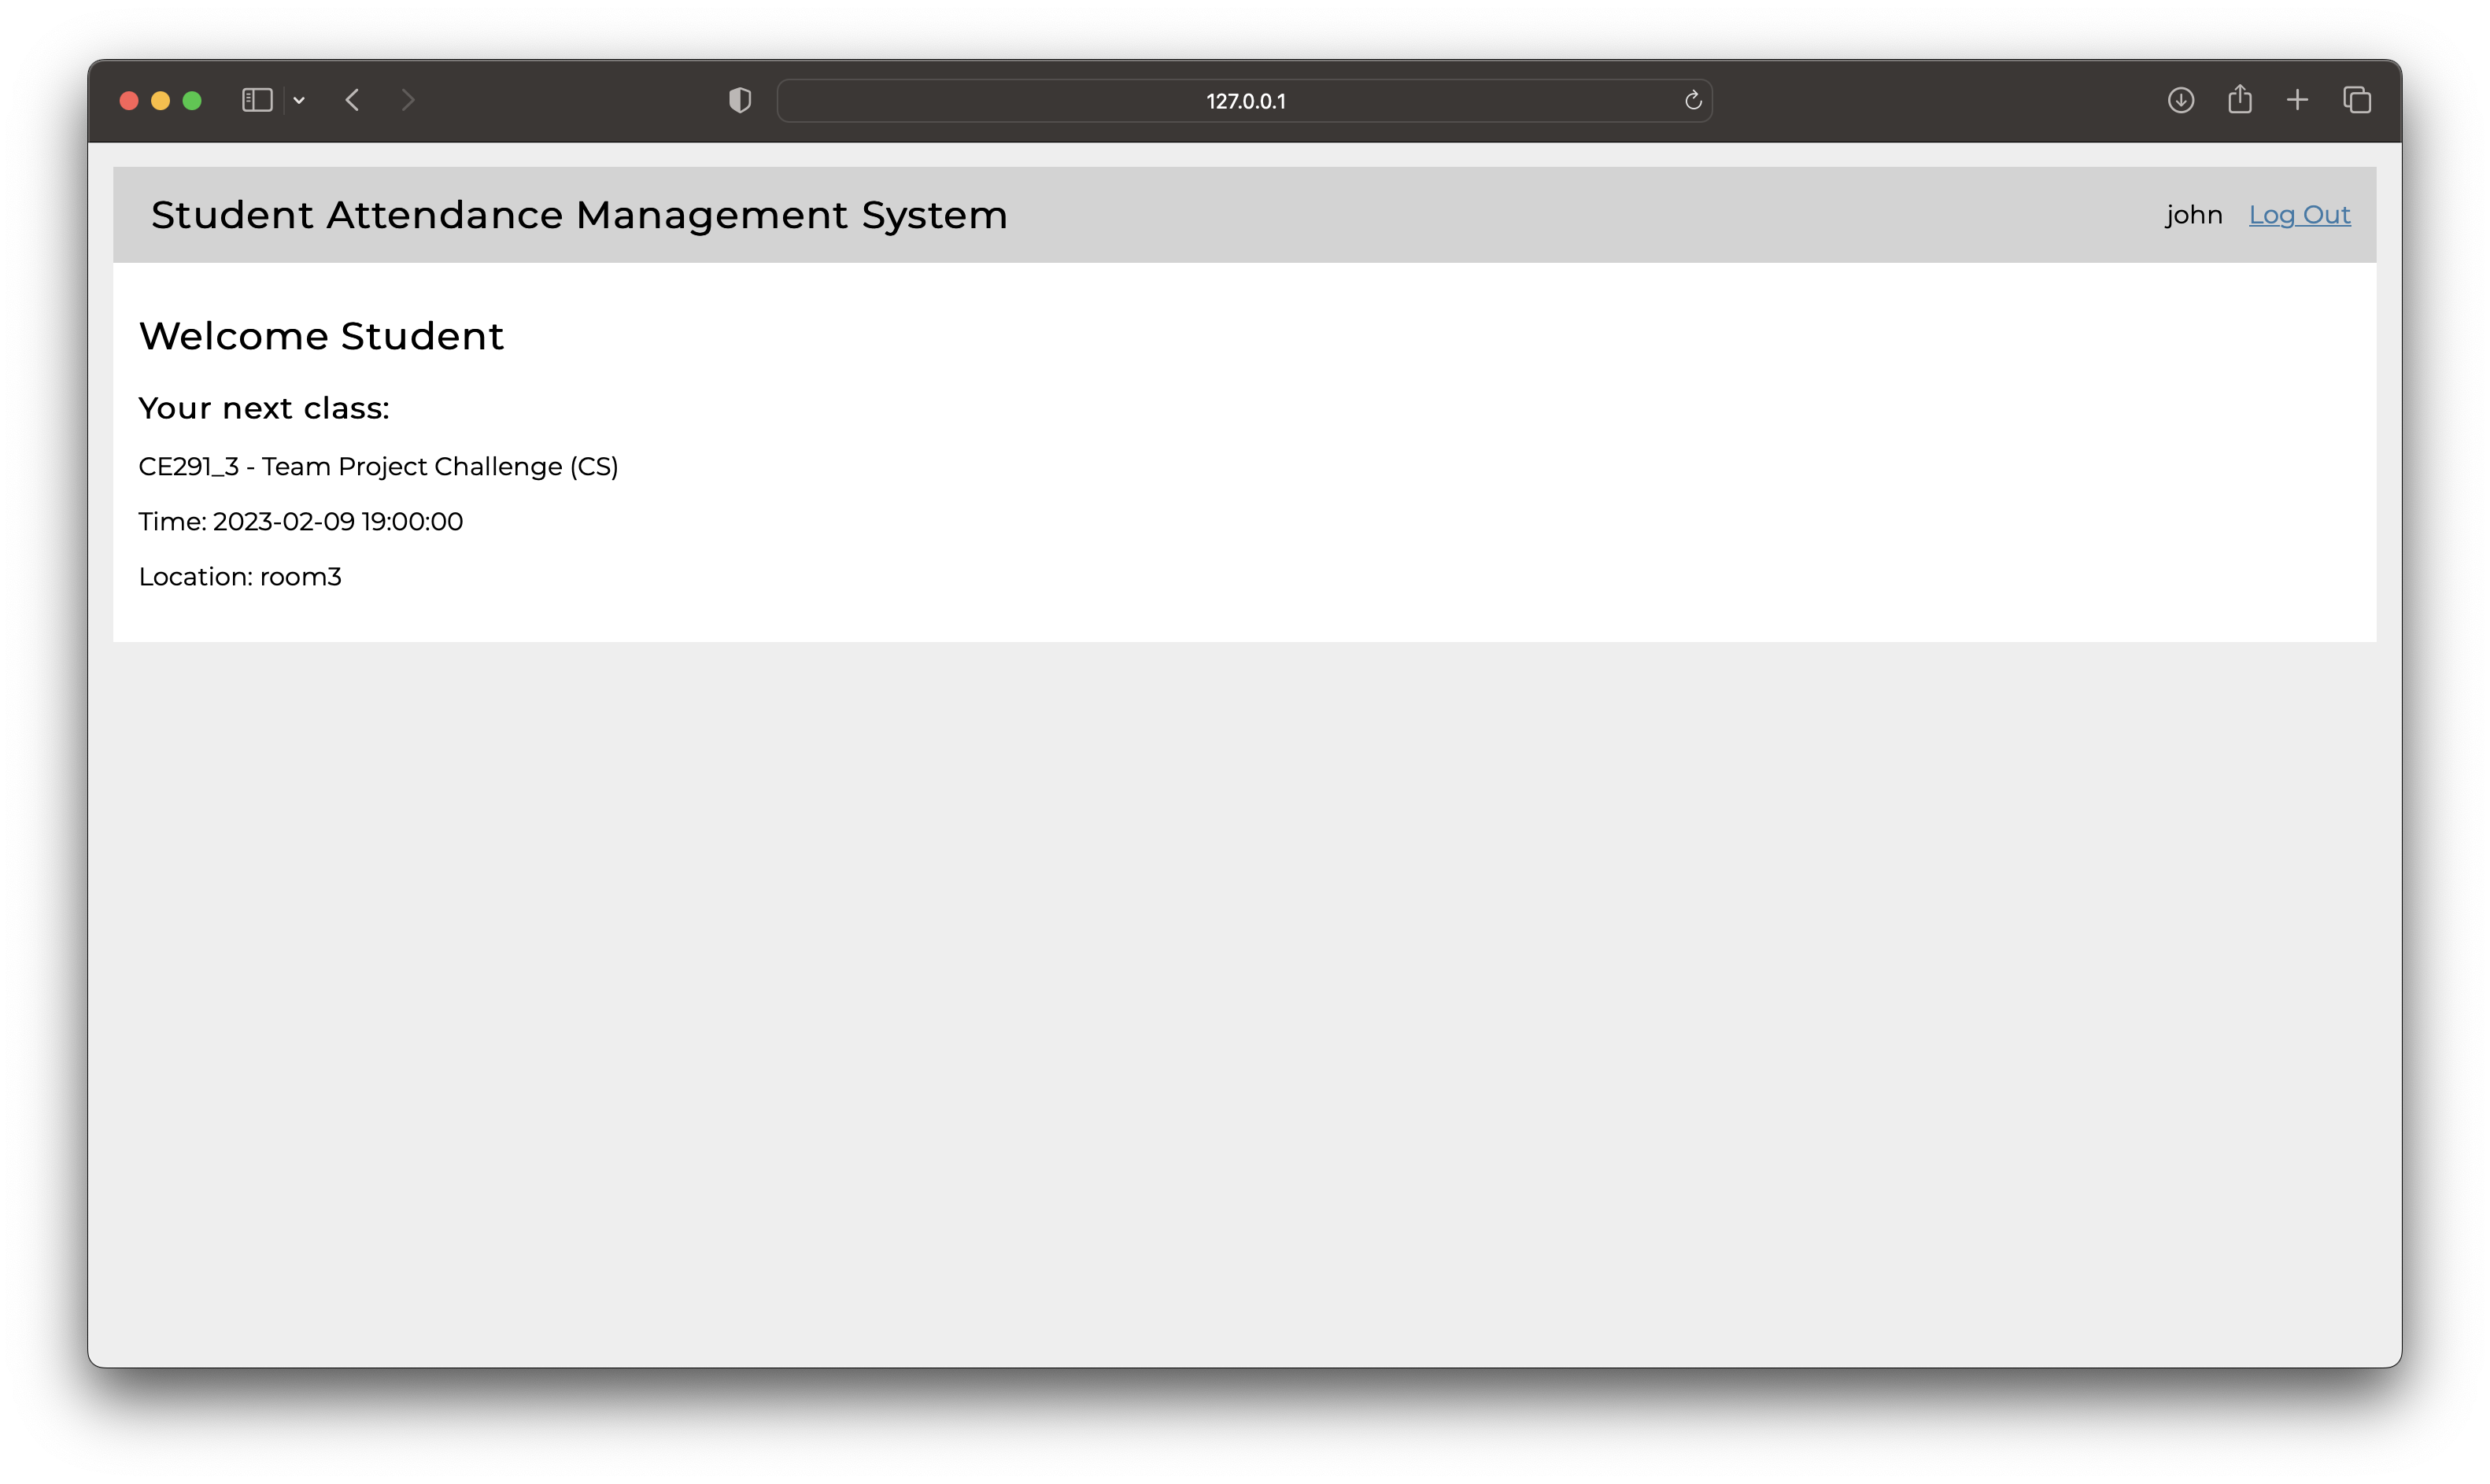 127.0.0.1
Student Attendance Management System
john Log Out
Welcome Student
Your next class:
CE291_3 - Team Project Challenge (CS)
Time: 2023-02-09 19:00:00
Location: room3